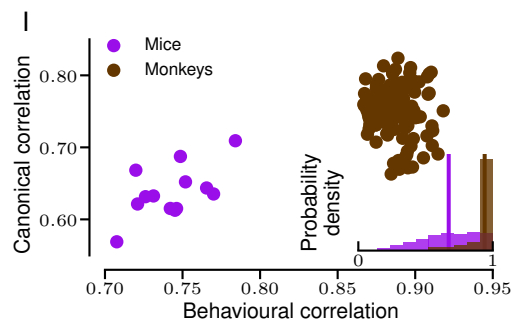 I
Mice
Monkeys
Canonical correlation
0.80
0.70
0.60
Probability
density
0
1
0.70
0.75
0.80
0.85
0.90
0.95
Behavioural correlation